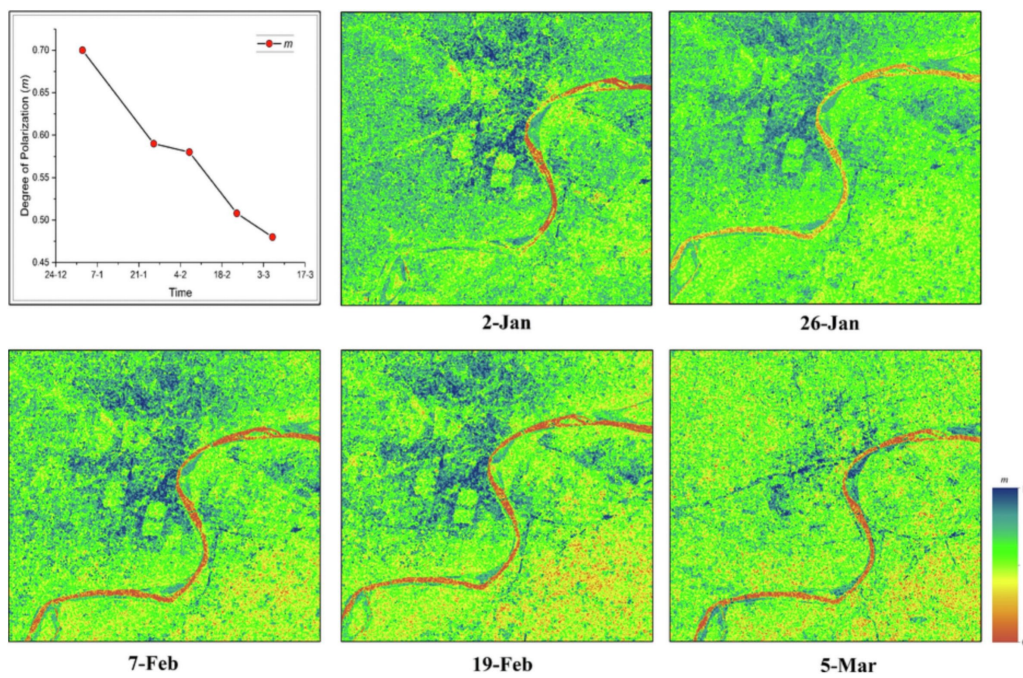 m
0.70
0.65
0.60
0.55
0.50
0.45
Degree of Polarization (m)
24-12 7-1 21-1 4-2 18-2 3-3 17-3
Time
2-Jan
26-Jan
7-Feb
19-Feb
5-Mar
m